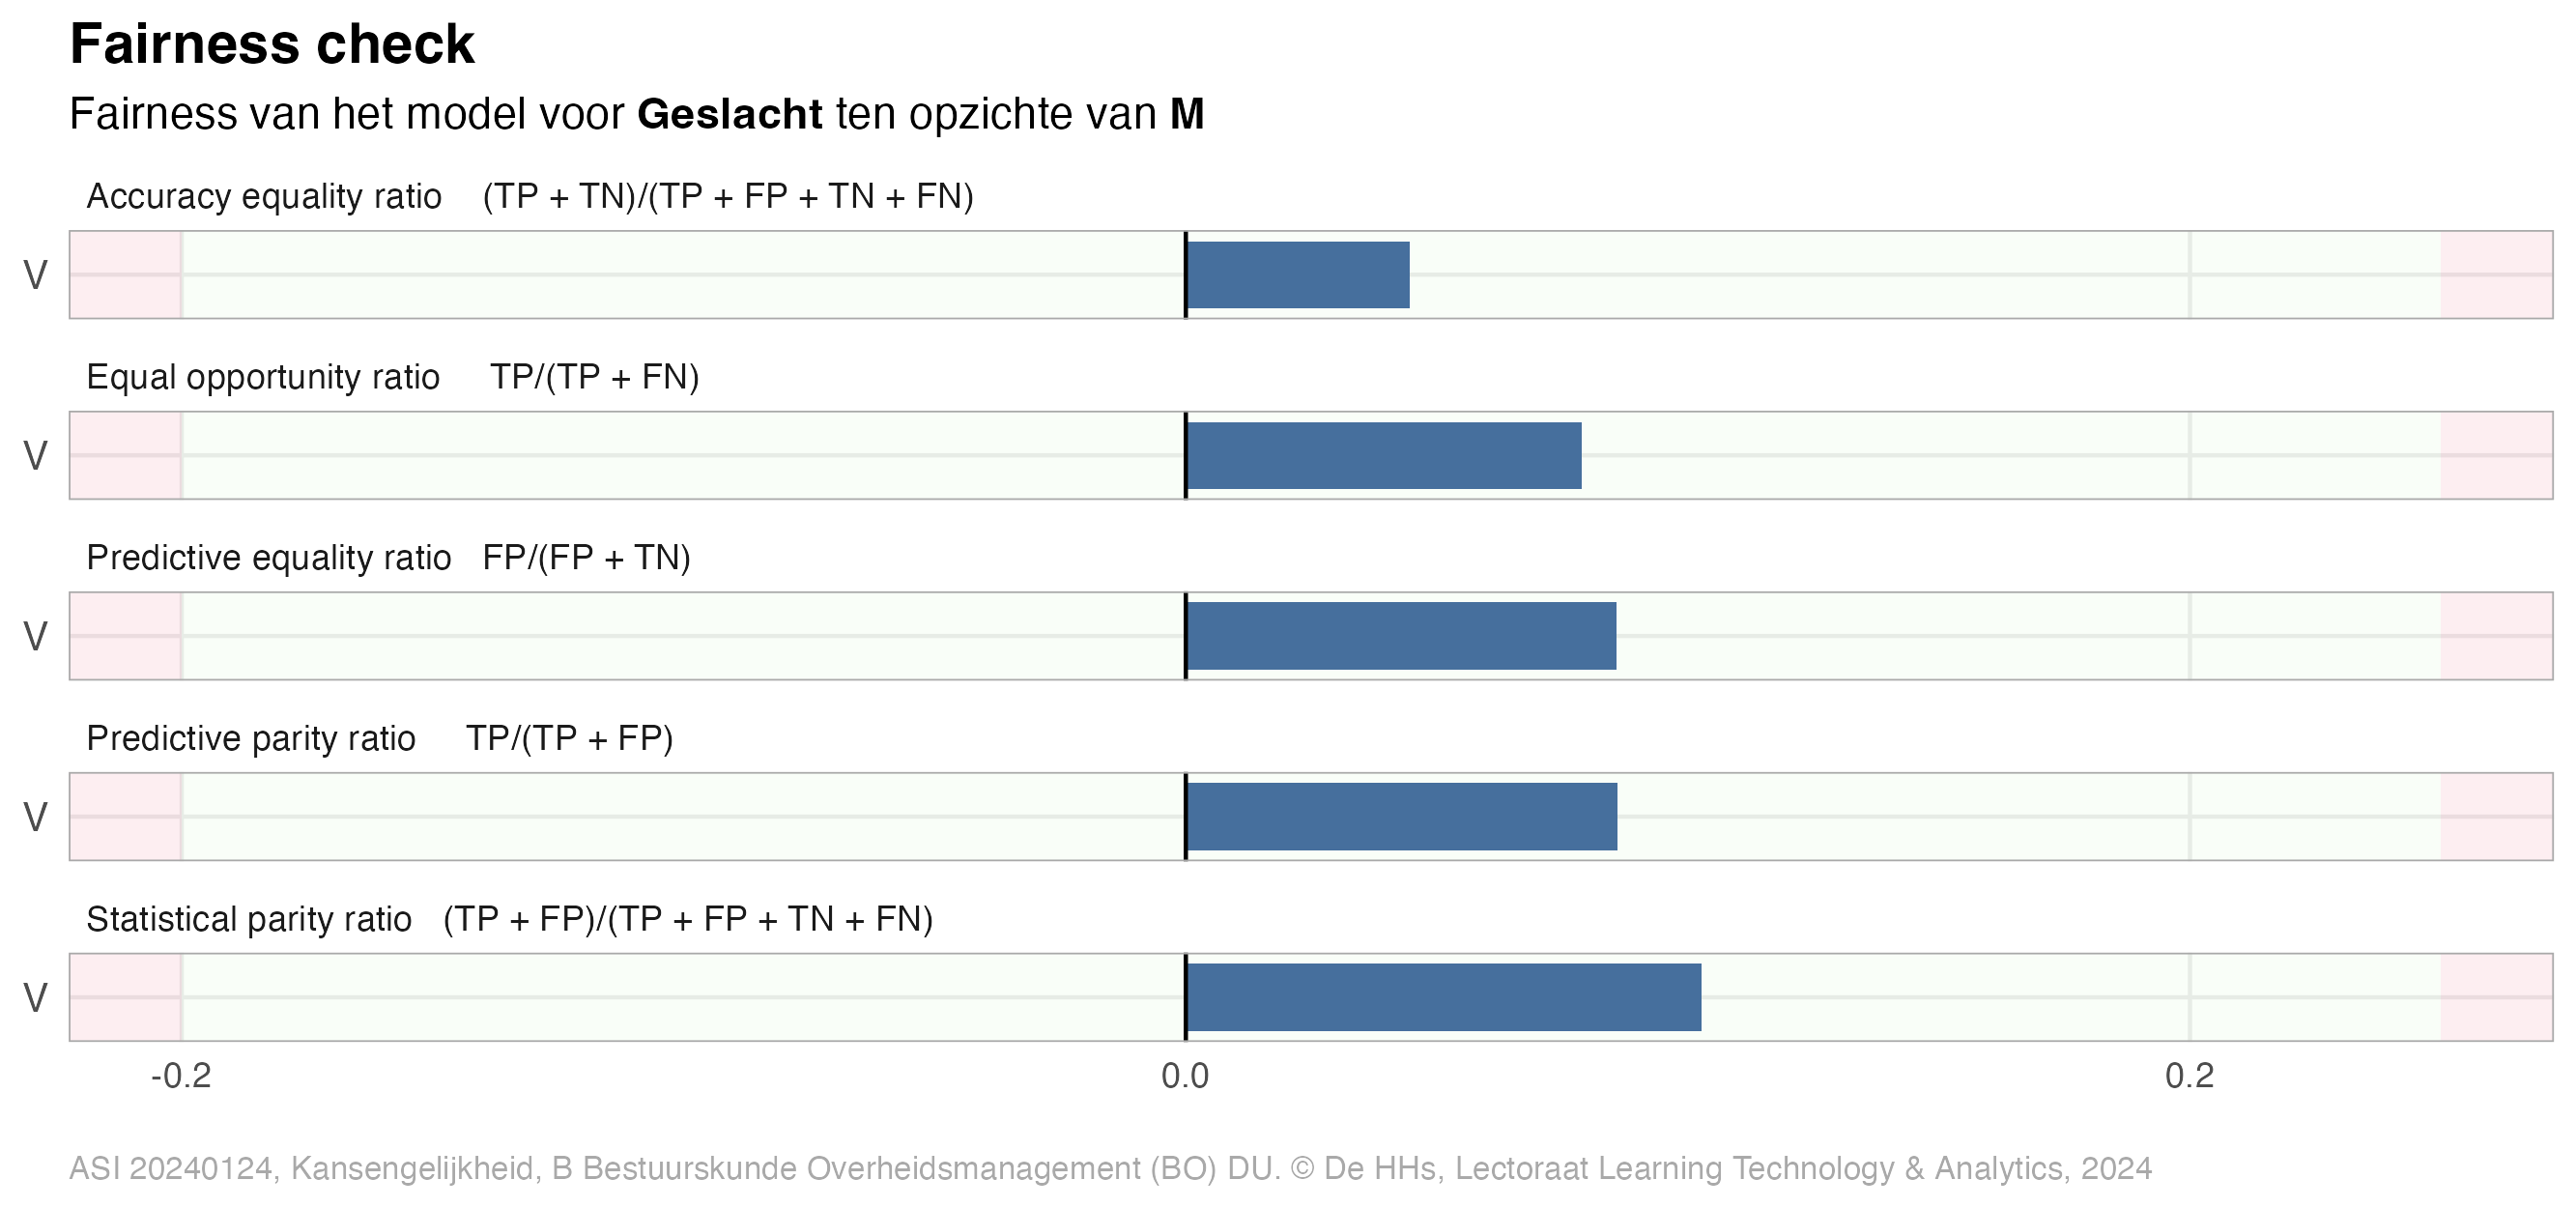 Fairness check
Fairness van het model voor Geslacht ten opzichte van M
Accuracy equality ratio (TP + TN)/(TP + FP + TN + FN)
V
Equal opportunity ratio TP/(TP + FN)
V
Predictive equality ratio FP/(FP + TN)
V
Predictive parity ratio TP/(TP + FP)
V
Statistical parity ratio (TP + FP)/(TP + FP + TN + FN)
V
-0.2 0.0 0.2
ASI 20240124, Kansengelijkheid, B Bestuurskunde Overheidsmanagement (BO) DU. © De HHs, Lectoraat Learning Technology & Analytics, 2024